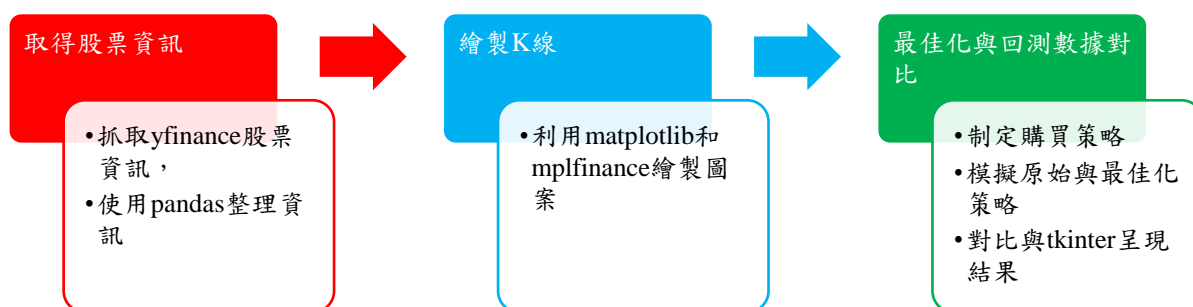 取得股票資訊
•抓取yfinance股票
資訊，
•使用pandas整理資
訊
繪製K線
•利用matplotlib和
mplfinance繪製圖
案
最佳化與回測數據對
比
•制定購買策略
•模擬原始與最佳化
策略
•對比與tkinter呈現
結果